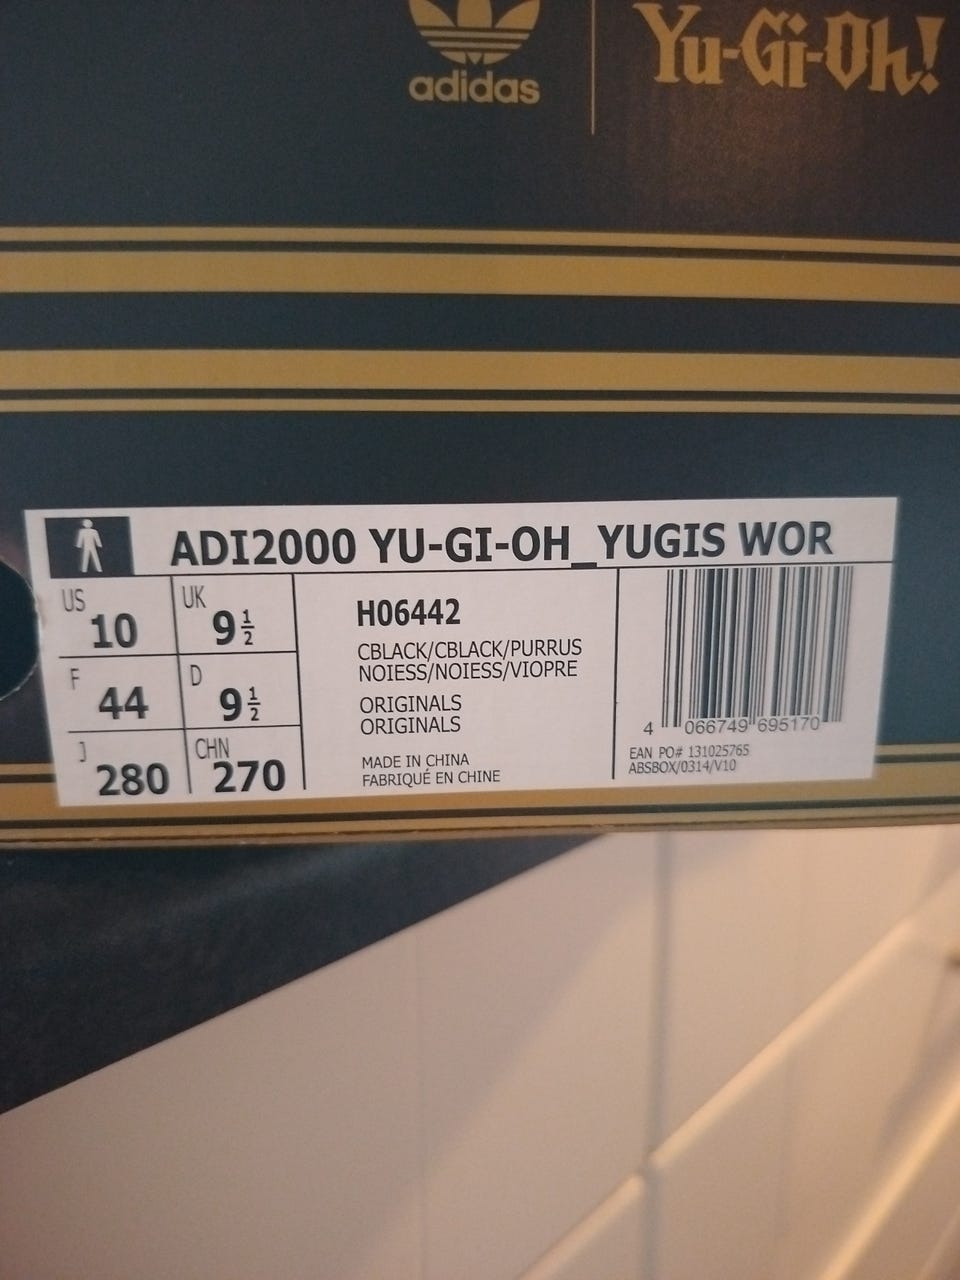 adidas
Yu-Gi-Oh!
ADI2000 YU-GI-OH_YUGIS WOR
US 10
UK 9 ½
F 44
D 9 ½
J 280
CHN 270
H06442
CBLACK/CBLACK/PURRUS
NOIESS/NOIESS/VIOPRE
ORIGINALS
ORIGINALS
MADE IN CHINA
FABRIQUÉ EN CHINE
4 066749 695170
EAN PO# 131025765
ABSBOX/0314/V10